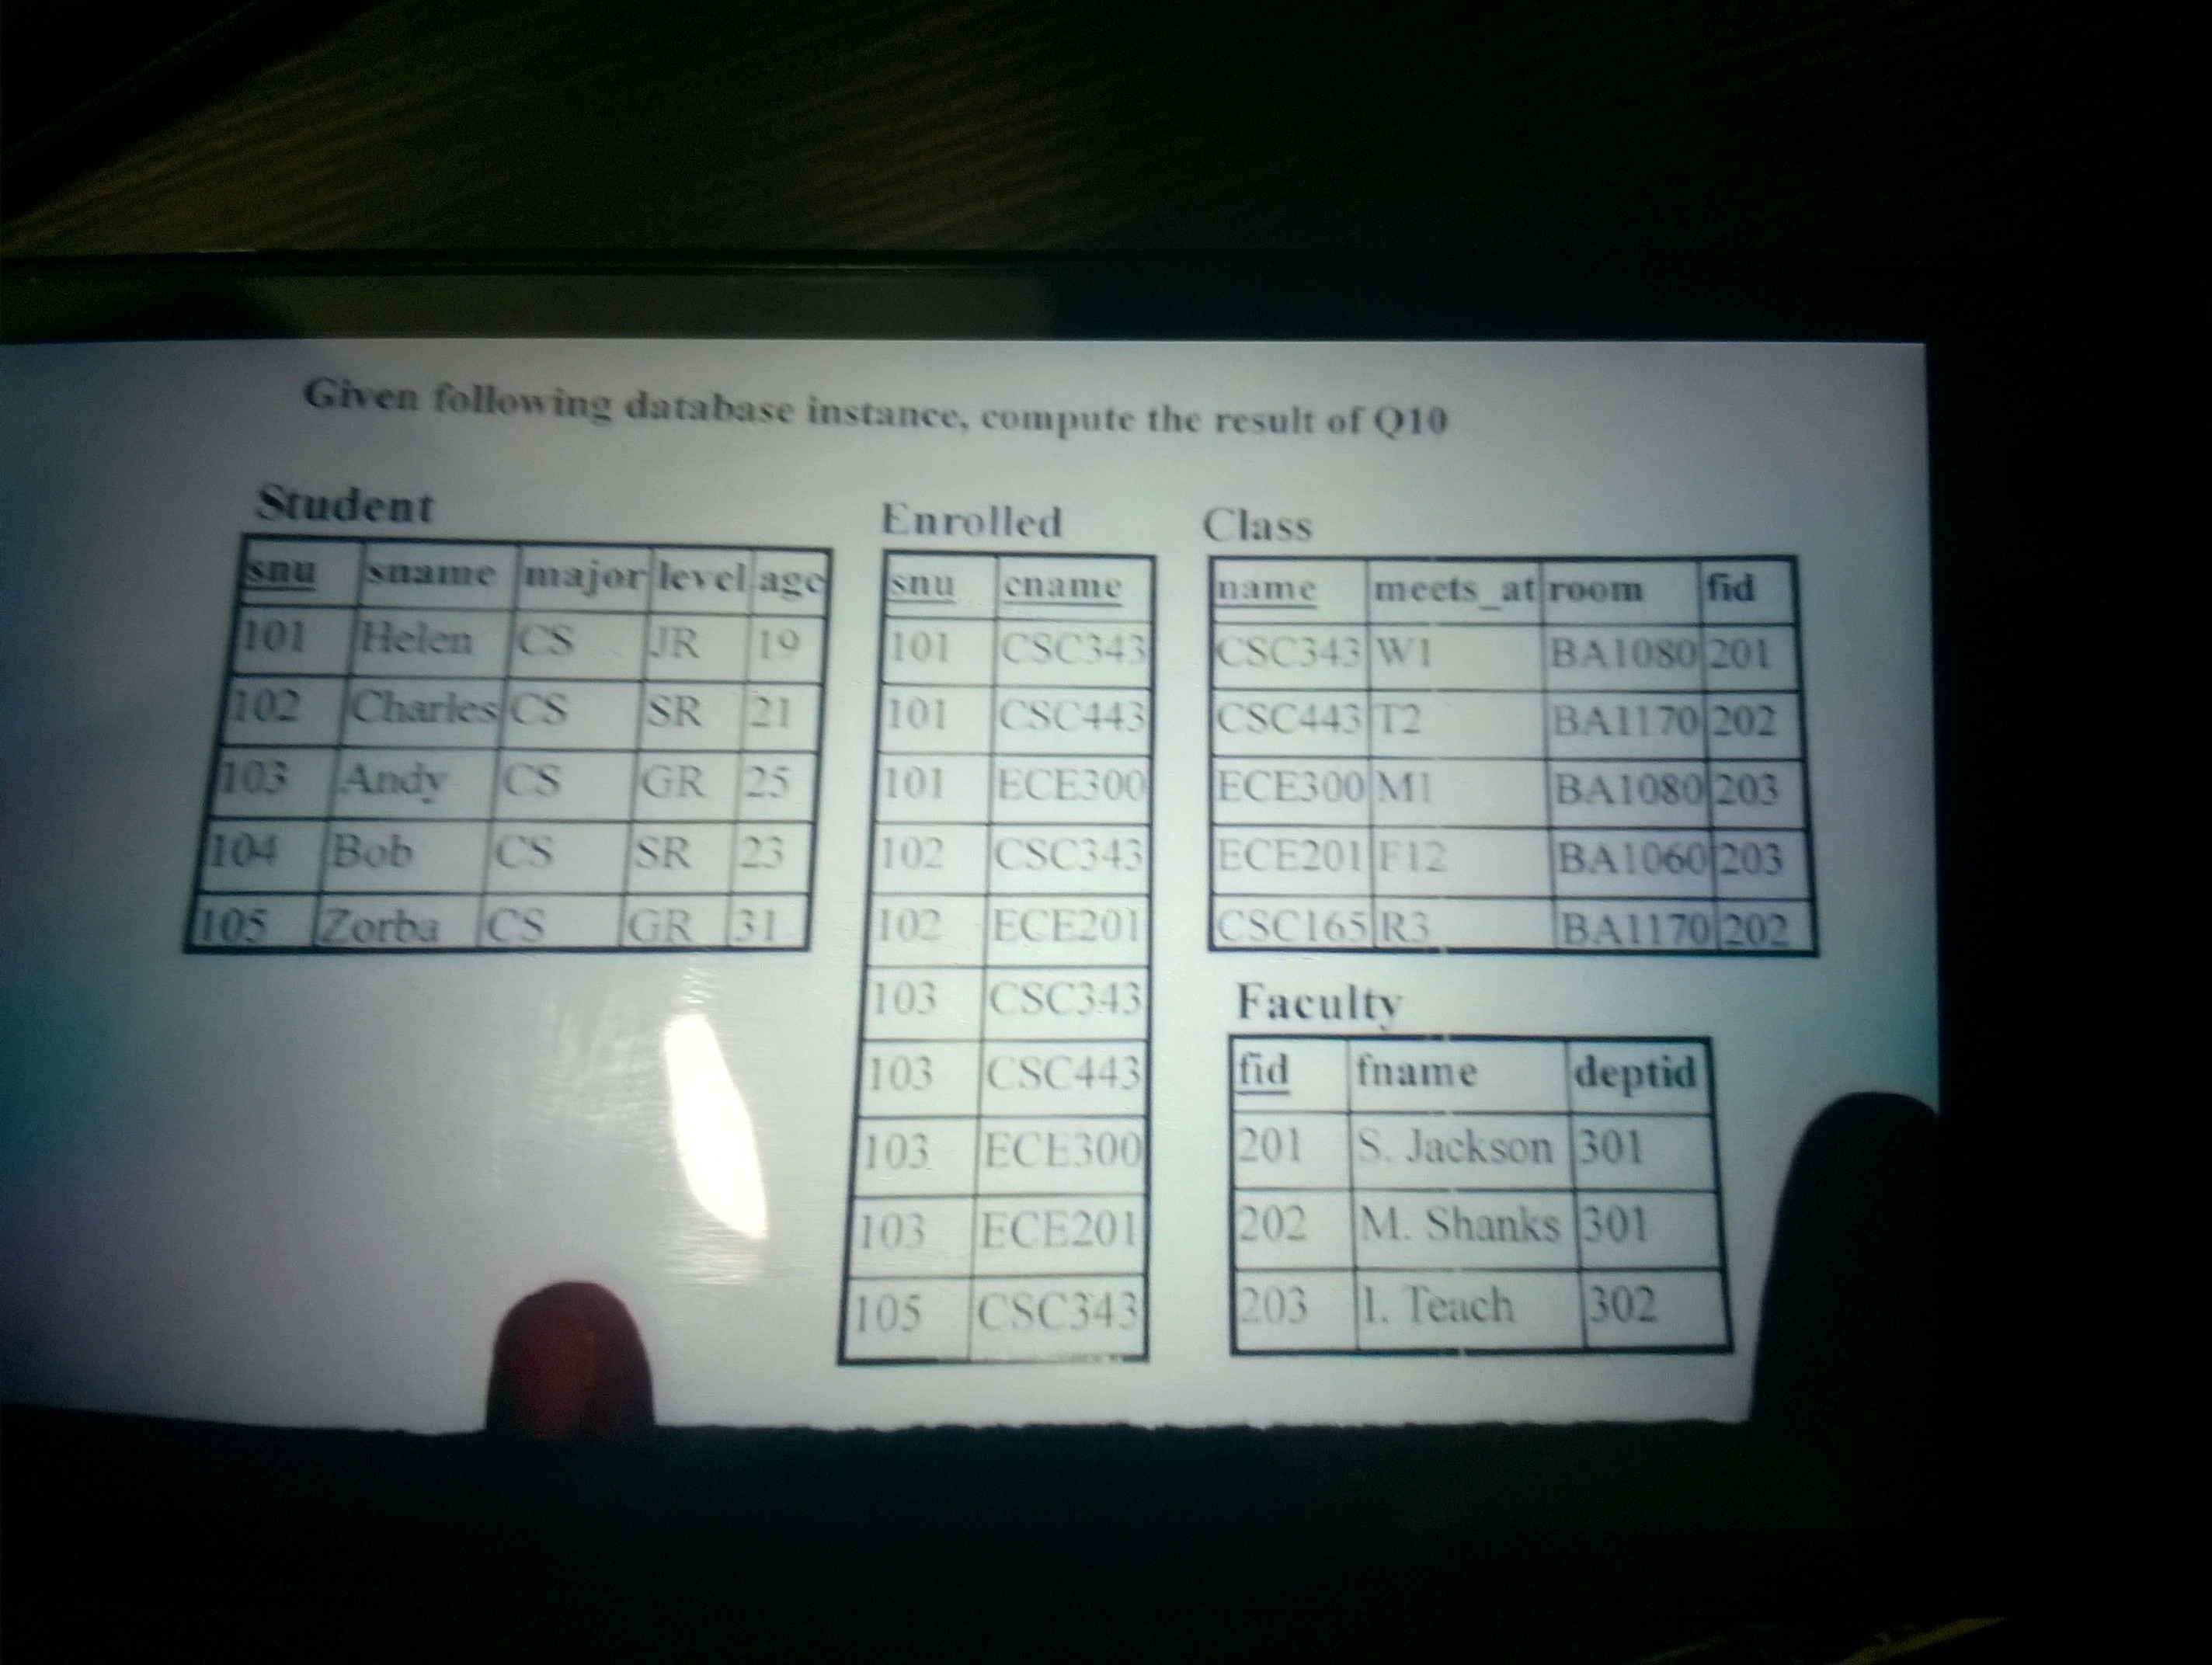 Given following database instance, compute the result of Q10
Student
snu sname major level age
101 Helen CS JR 19
102 Charles CS SR 21
103 Andy CS GR 25
104 Bob CS SR 23
105 Zorba CS GR 31
Enrolled
snu cname
101 CSC343
101 CSC443
101 ECE300
102 CSC343
102 ECE201
103 CSC343
103 CSC443
103 ECE300
103 ECE201
105 CSC343
Class
name meets_at room fid
CSC343 W1 BA1080 201
CSC443 T2 BA1170 202
ECE300 M1 BA1080 203
ECE201 F12 BA1060 203
CSC165 R3 BA1170 202
Faculty
fid fname deptid
201 S. Jackson 301
202 M. Shanks 301
203 I. Teach 302